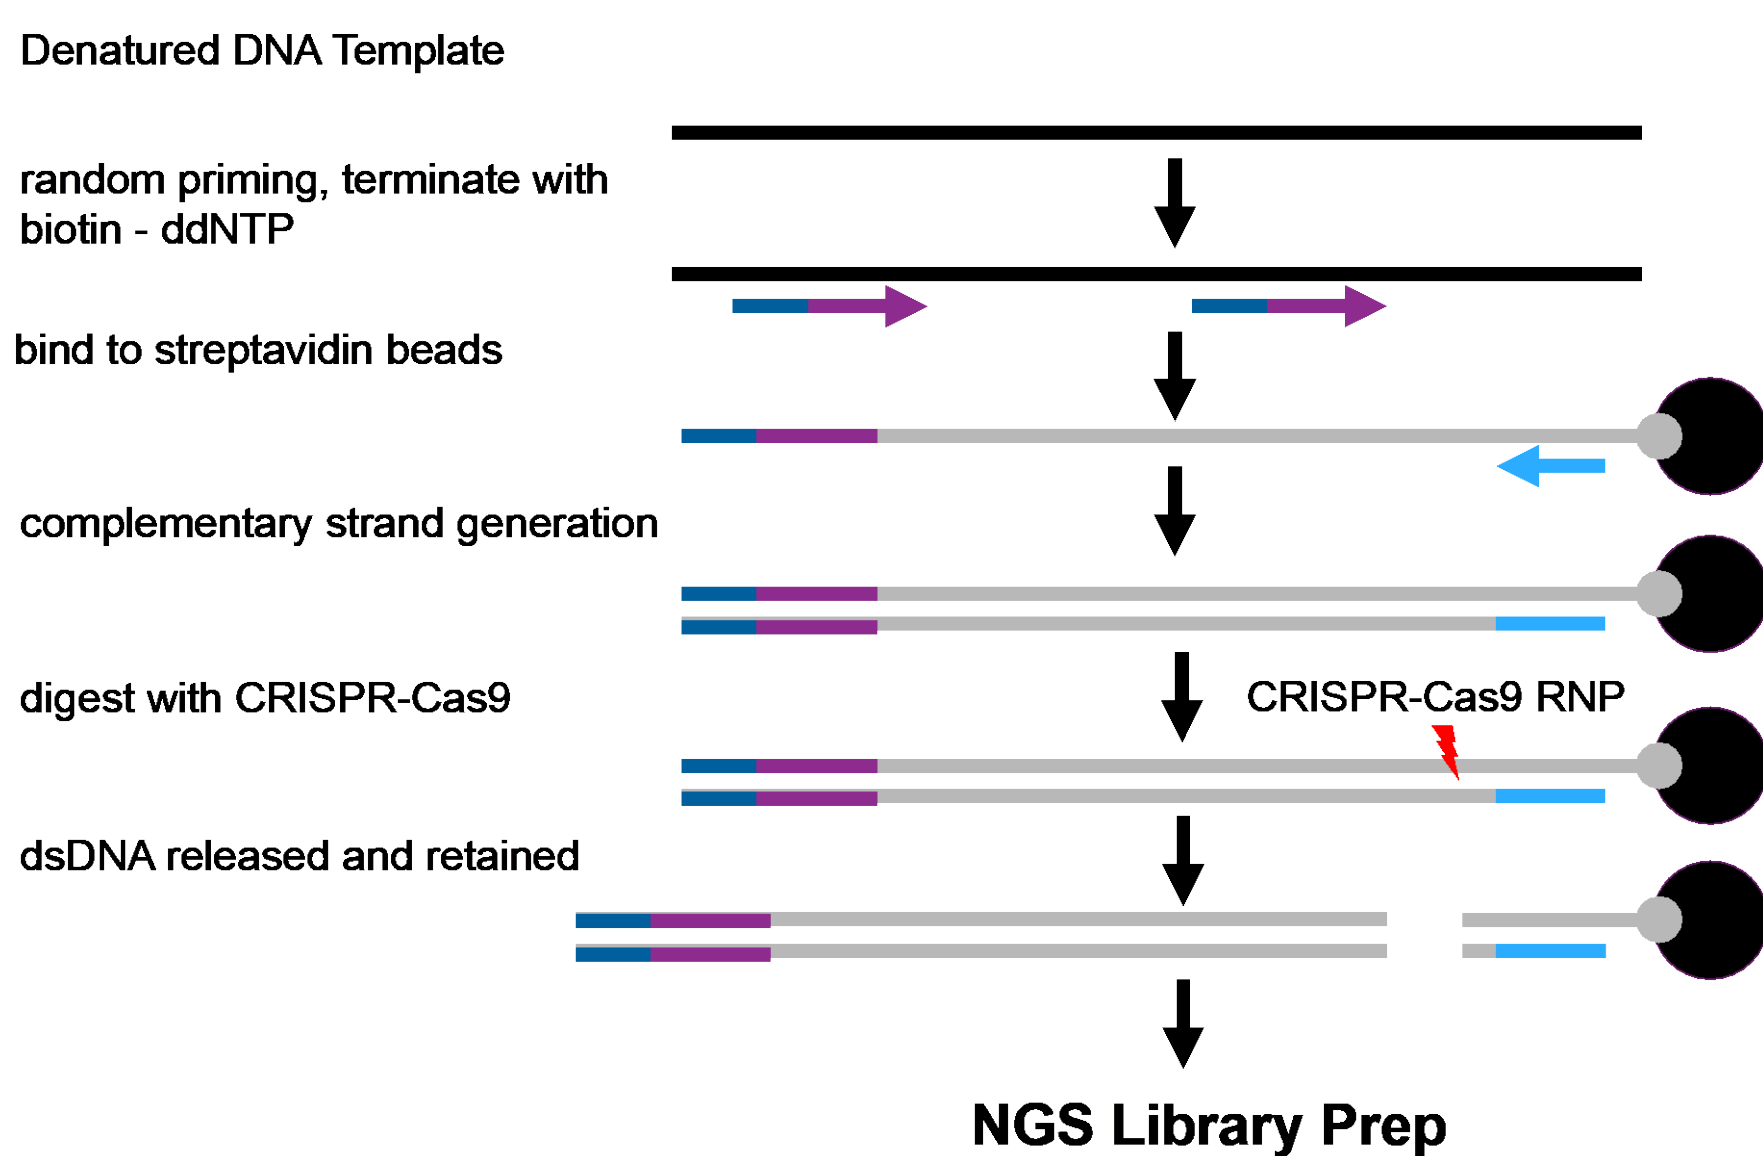 Denatured DNA Template
random priming, terminate with
biotin - ddNTP
bind to streptavidin beads
complementary strand generation
digest with CRISPR-Cas9
CRISPR-Cas9 RNP
dsDNA released and retained
NGS Library Prep